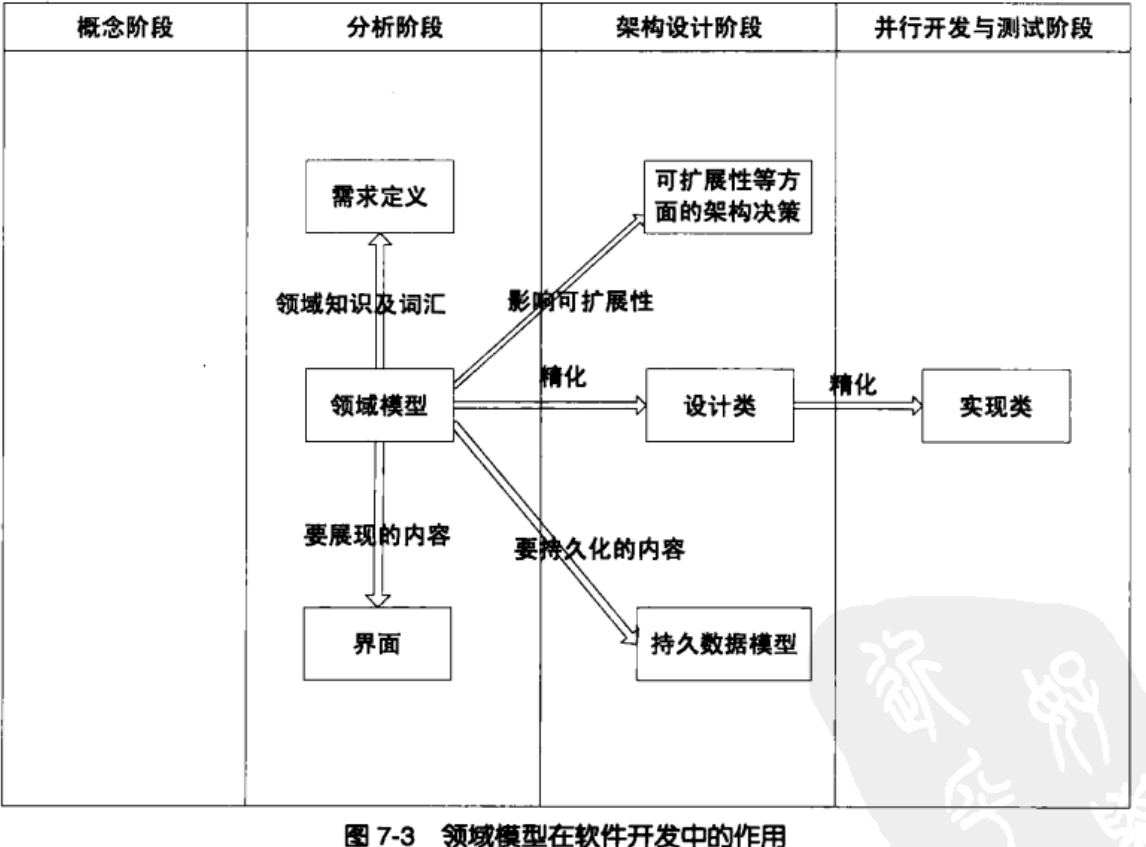 概念阶段
分析阶段
架构设计阶段
并行开发与测试阶段
需求定义
可扩展性等方
面的架构决策
领域知识及词汇
影响可扩展性
领域模型
精化
设计类
精化
实现类
要展现的内容
要持久化的内容
界面
持久数据模型
图 7-3 领域模型在软件开发中的作用